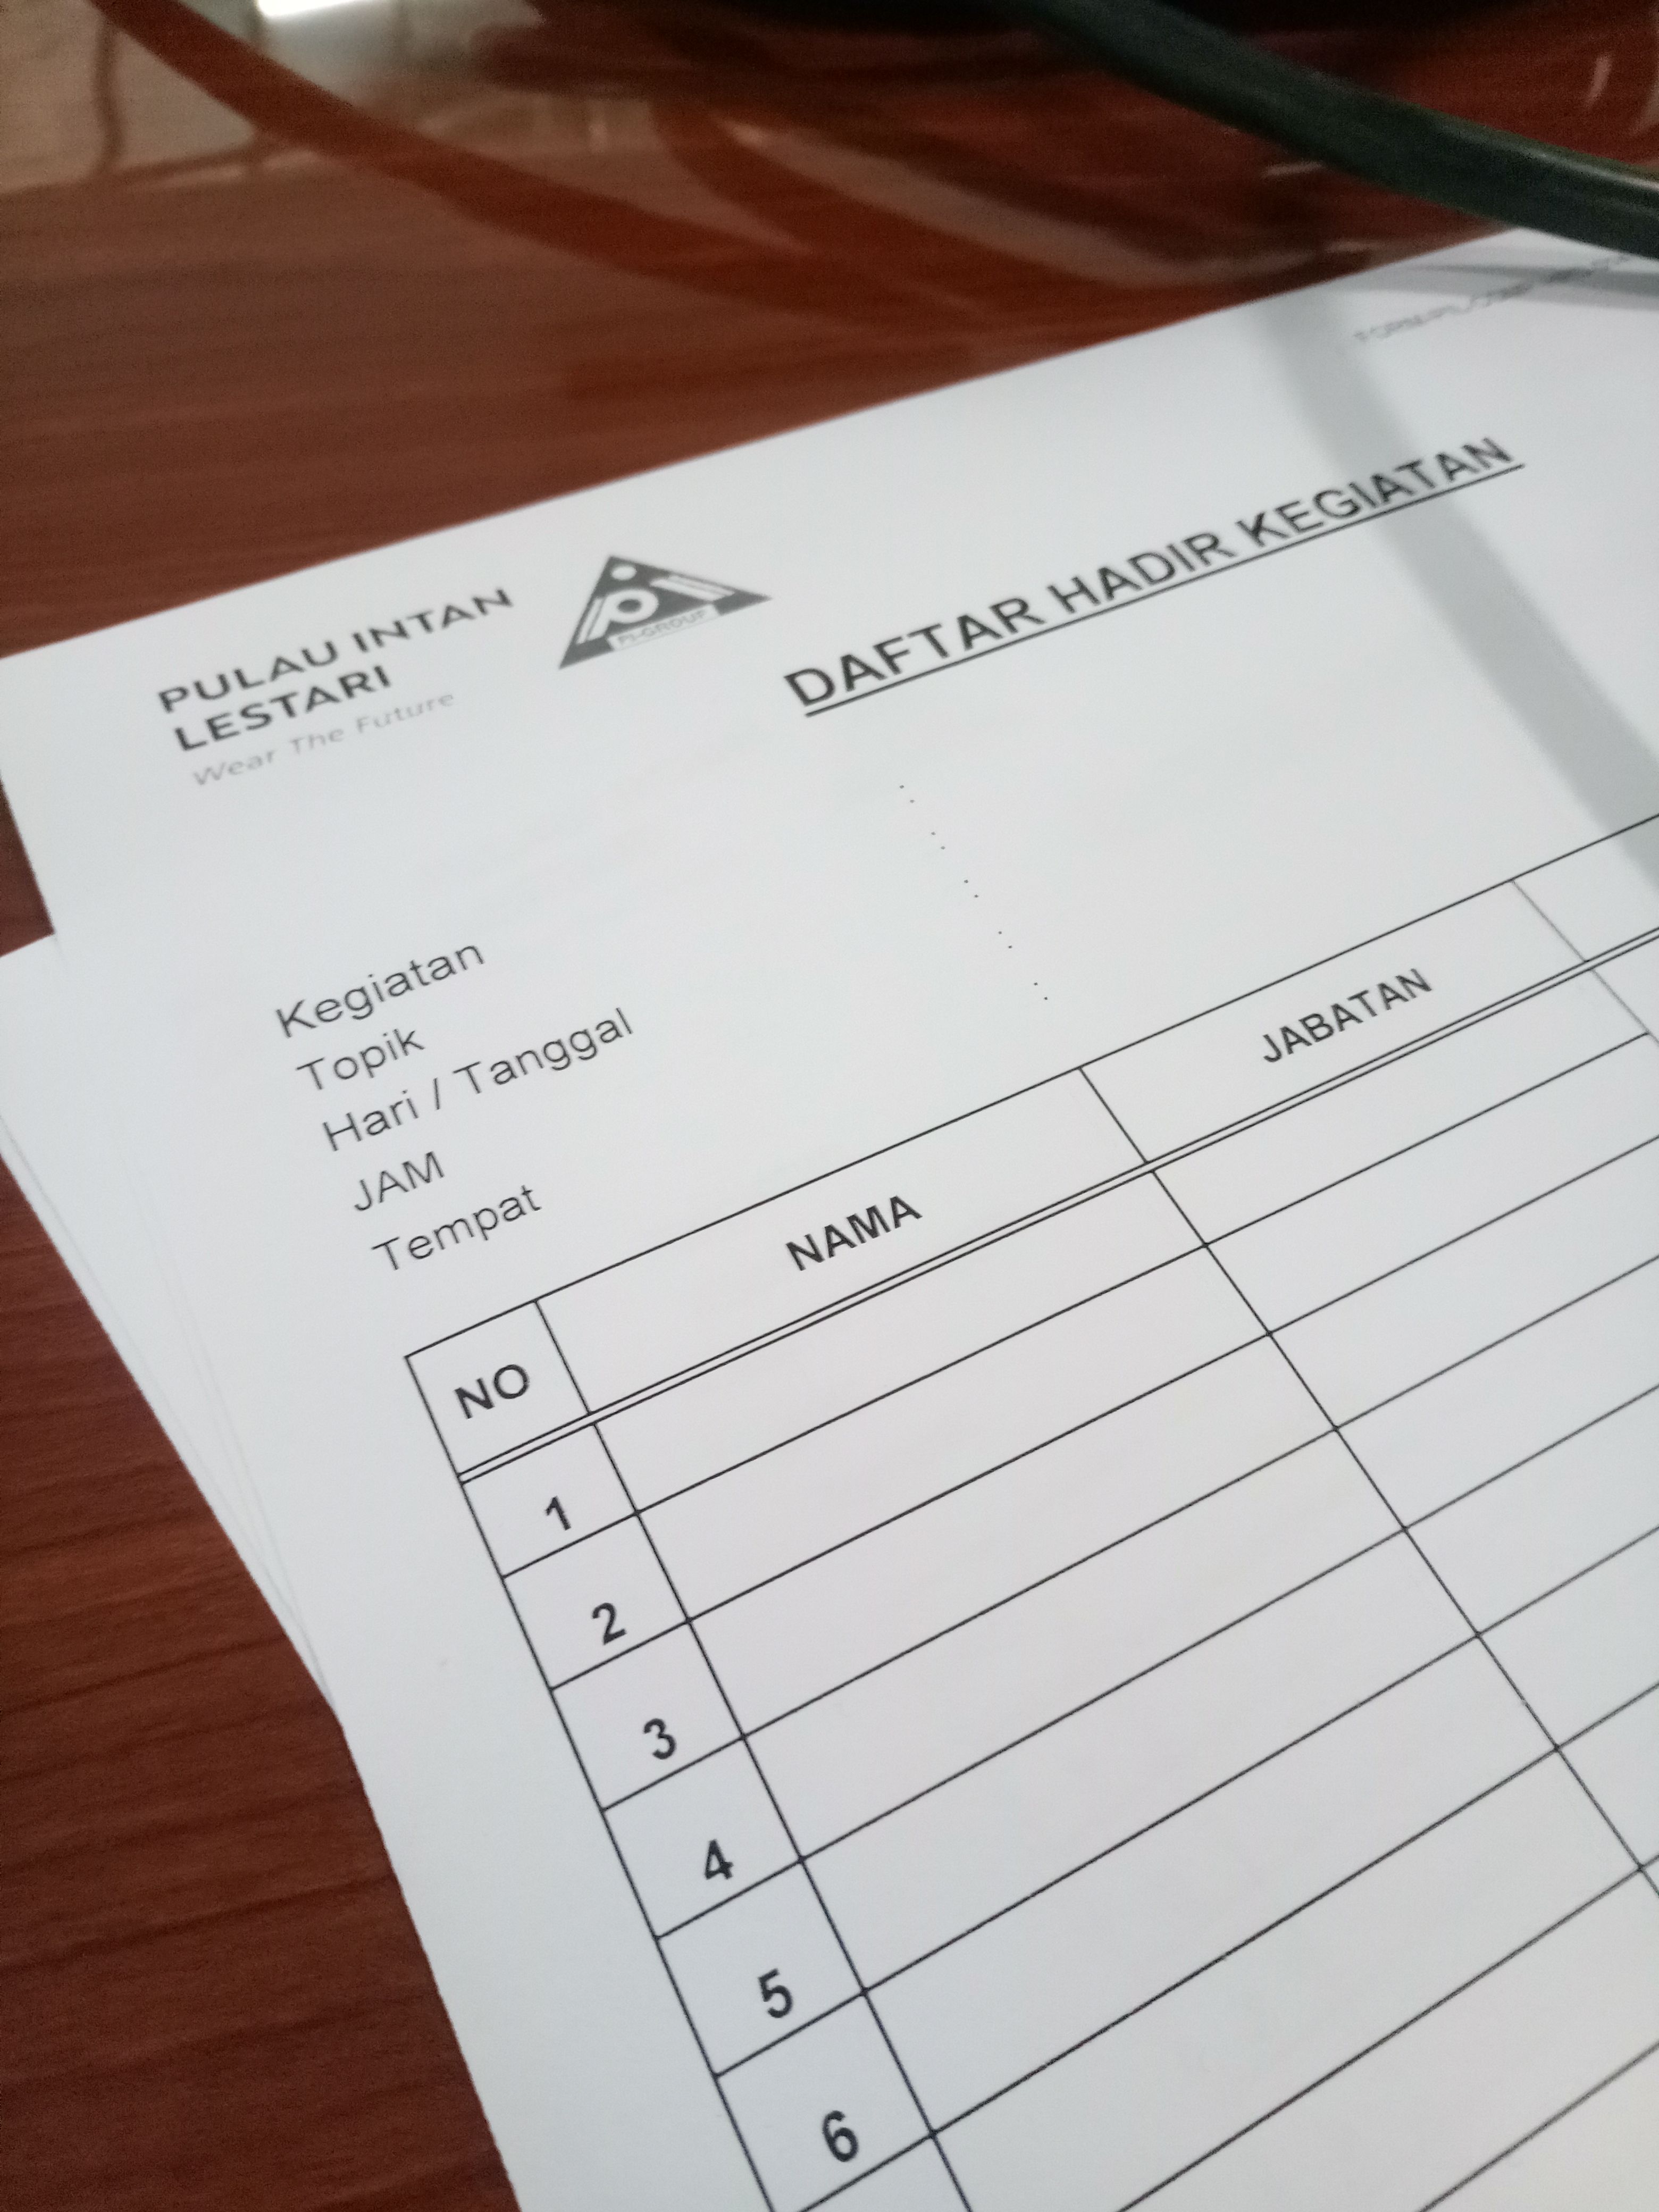 PULAU INTAN
LESTARI
Wear The Future
PI-GROUP
DAFTAR HADIR KEGIATAN
Kegiatan :
Topik :
Hari / Tanggal :
JAM :
Tempat :
NO NAMA JABATAN
1
2
3
4
5
6